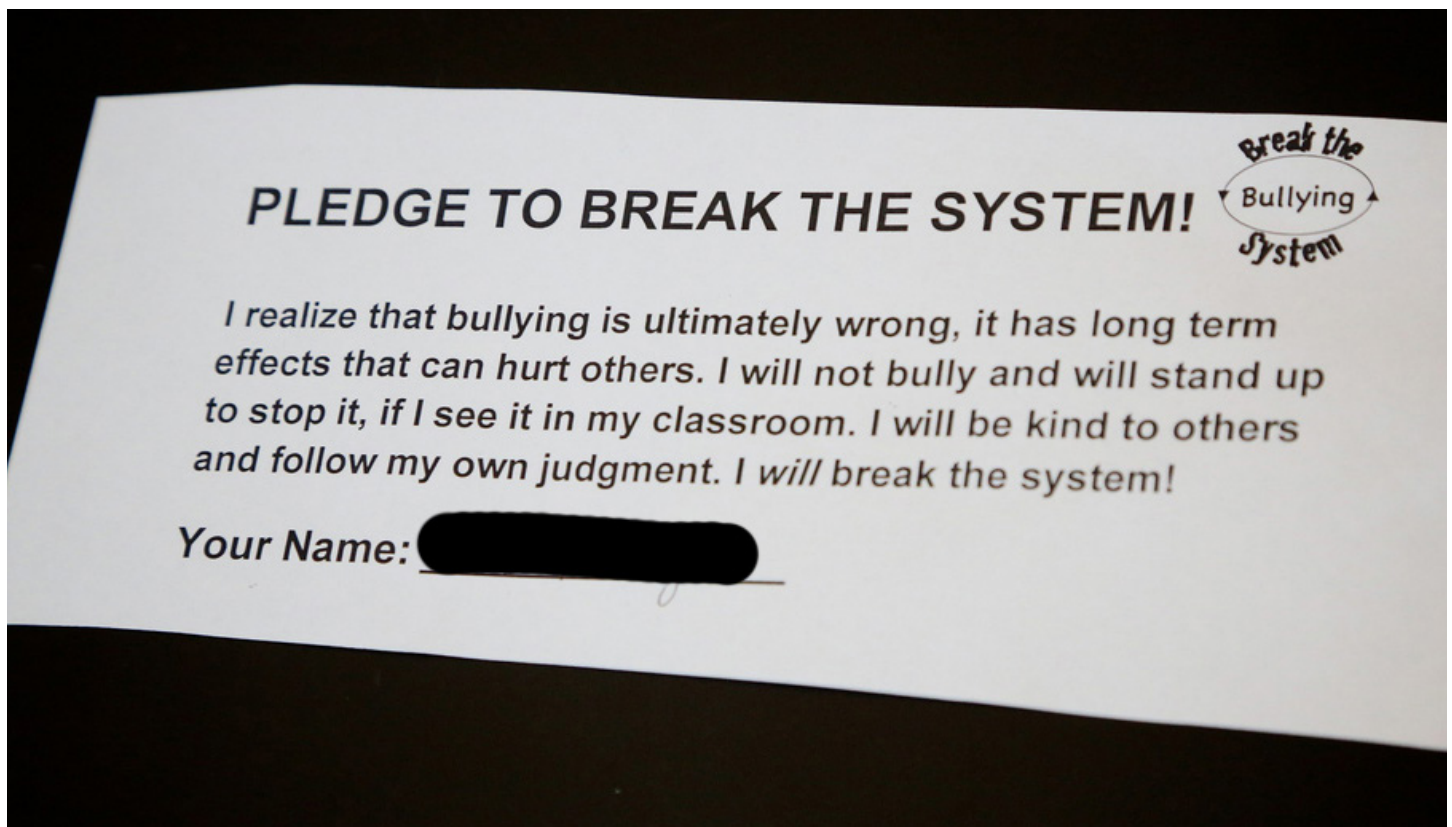 PLEDGE TO BREAK THE SYSTEM!
Break the
Bullying
System
I realize that bullying is ultimately wrong, it has long term
effects that can hurt others. I will not bully and will stand up
to stop it, if I see it in my classroom. I will be kind to others
and follow my own judgment. I will break the system!
Your Name: